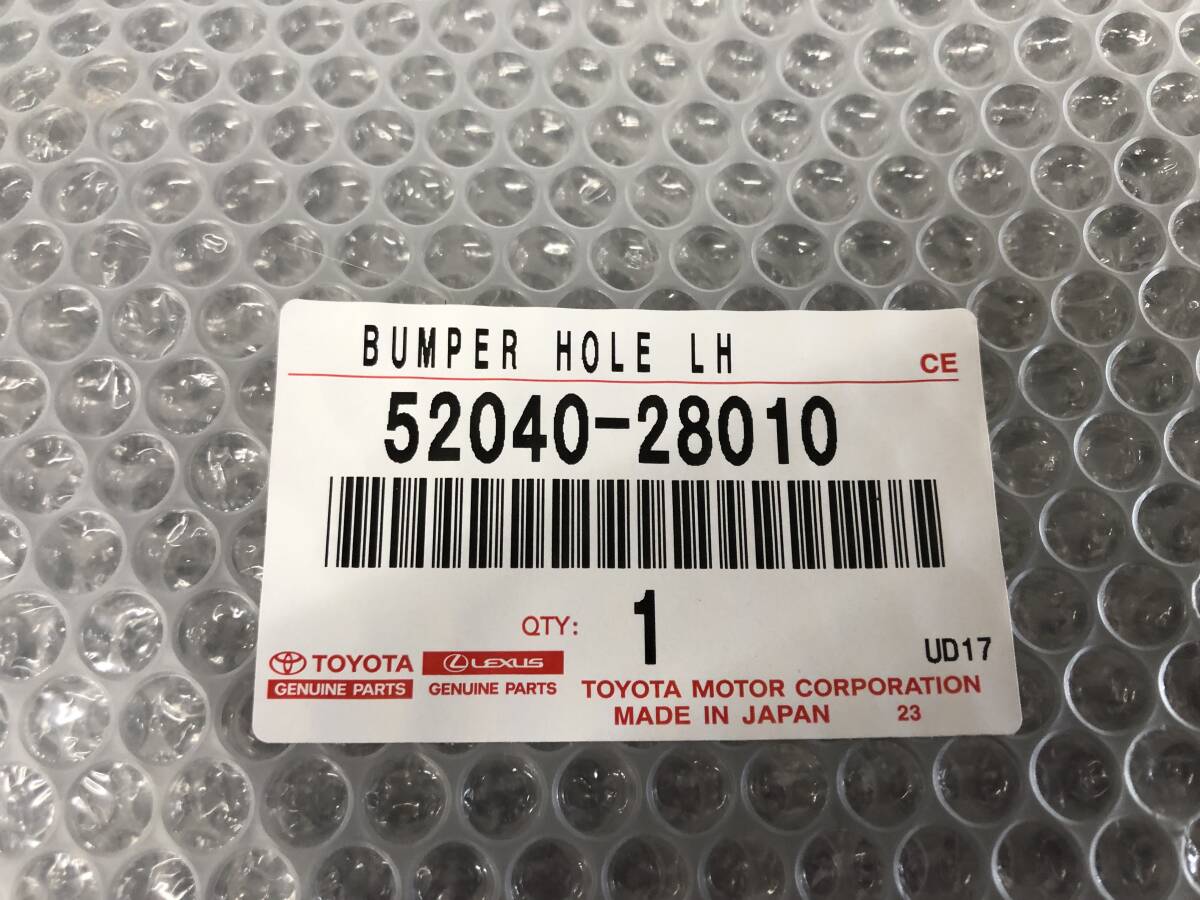 BUMPER HOLE LH
CE
52040-28010
QTY: 1
UD17
TOYOTA
GENUINE PARTS
LEXUS
GENUINE PARTS
TOYOTA MOTOR CORPORATION
MADE IN JAPAN 23